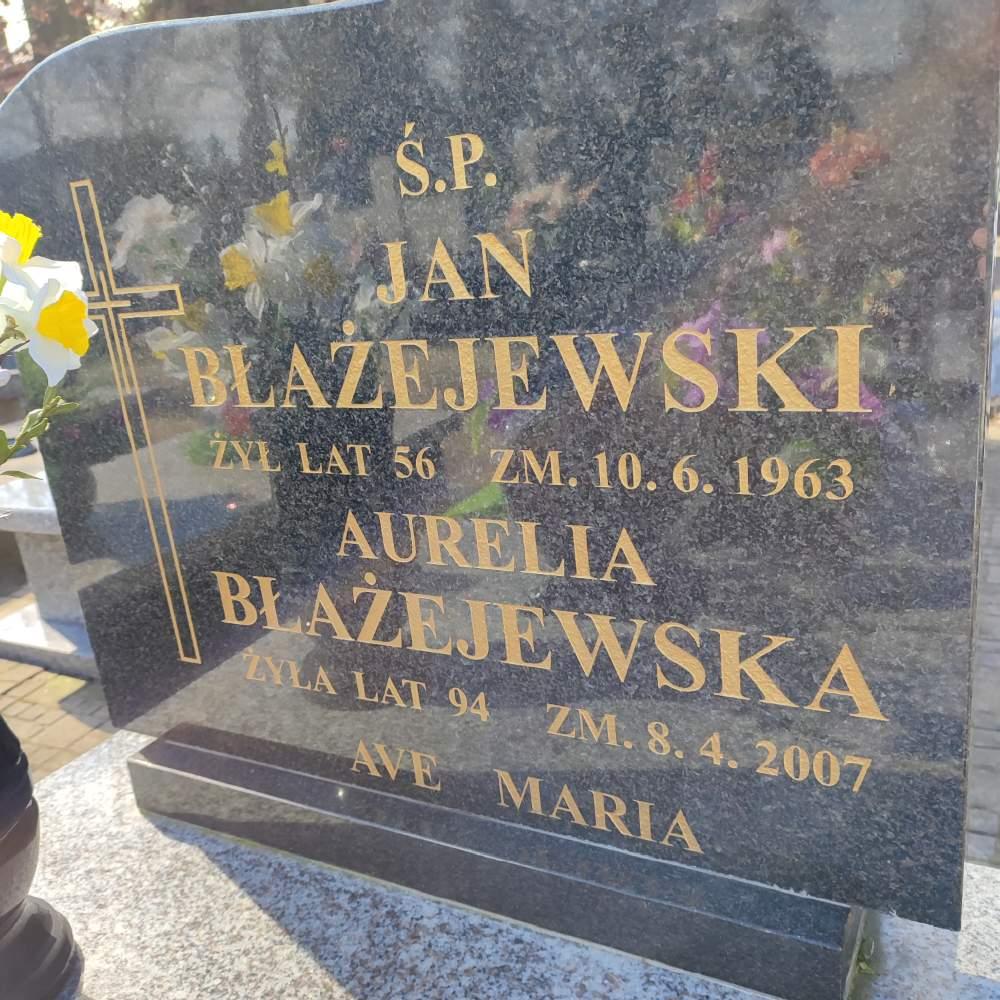 Ś.P.
JAN
BŁAŻEJEWSKI
ŻYŁ LAT 56 ZM. 10. 6. 1963
AURELIA
BŁAŻEJEWSKA
ŻYŁA LAT 94 ZM. 8. 4. 2007
AVE MARIA